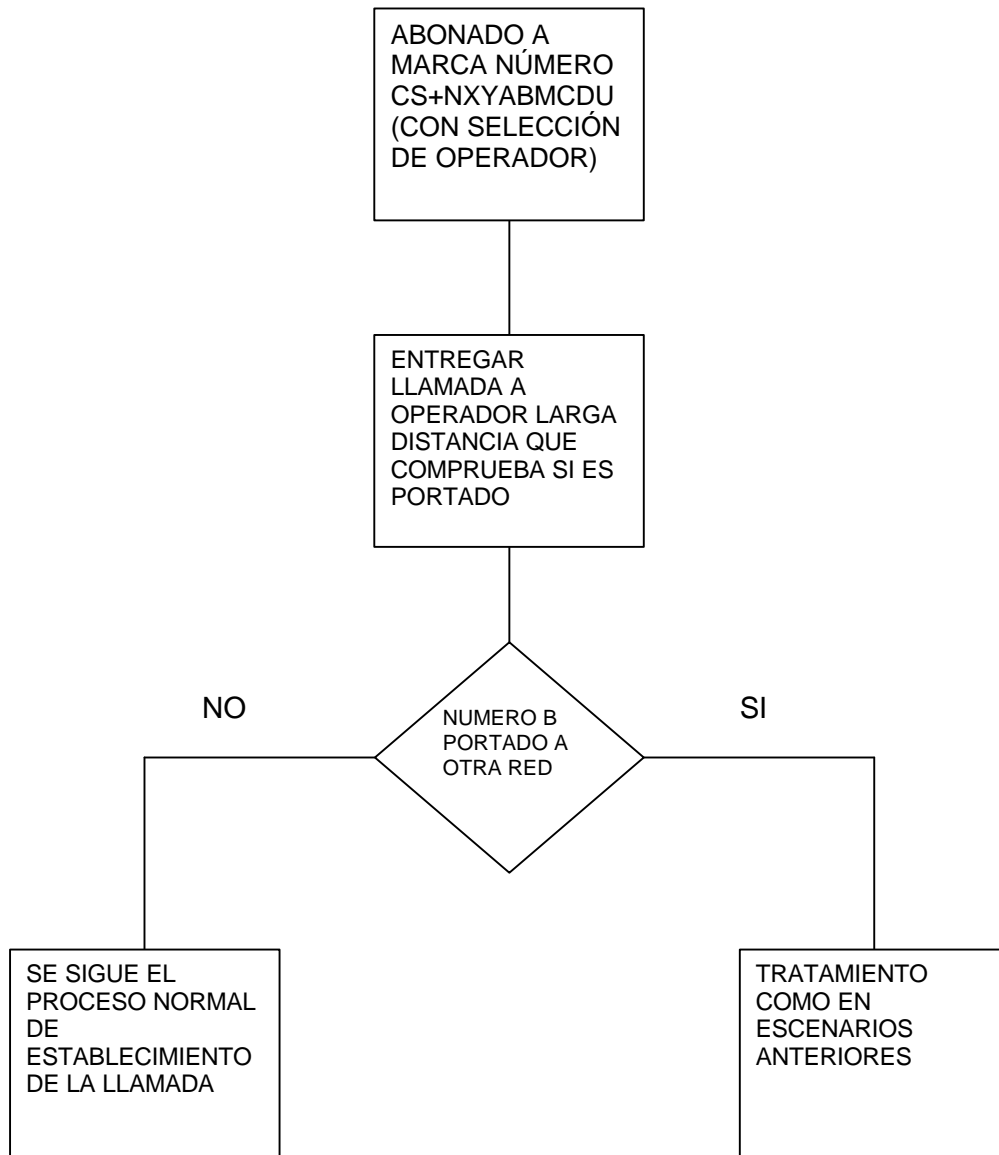 ABONADO A
MARCA NÚMERO
CS+NXYABMCDU
(CON SELECCIÓN
DE OPERADOR)
ENTREGAR
LLAMADA A
OPERADOR LARGA
DISTANCIA QUE
COMPRUEBA SI ES
PORTADO
NO
NUMERO B
PORTADO A
OTRA RED
SI
SE SIGUE EL
PROCESO NORMAL
DE
ESTABLECIMIENTO
DE LA LLAMADA
TRATAMIENTO
COMO EN
ESCENARIOS
ANTERIORES